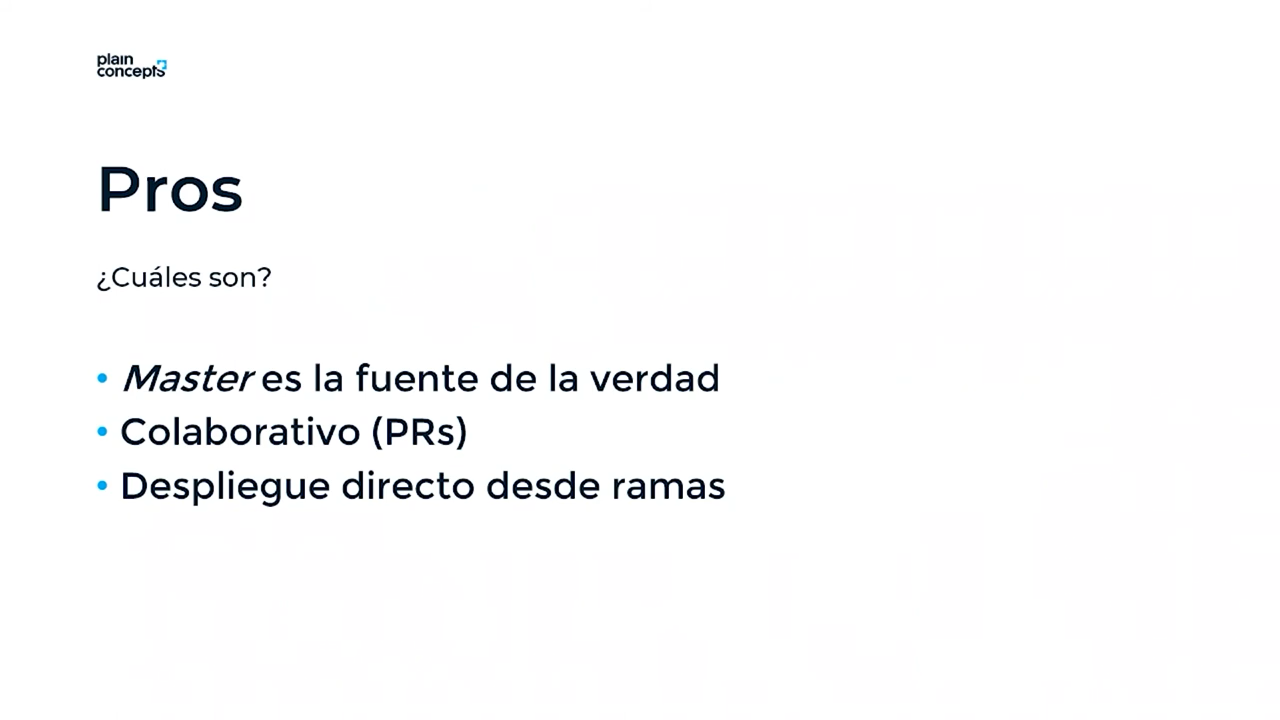 plain
concepts
Pros
¿Cuáles son?
• Master es la fuente de la verdad
• Colaborativo (PRs)
• Despliegue directo desde ramas